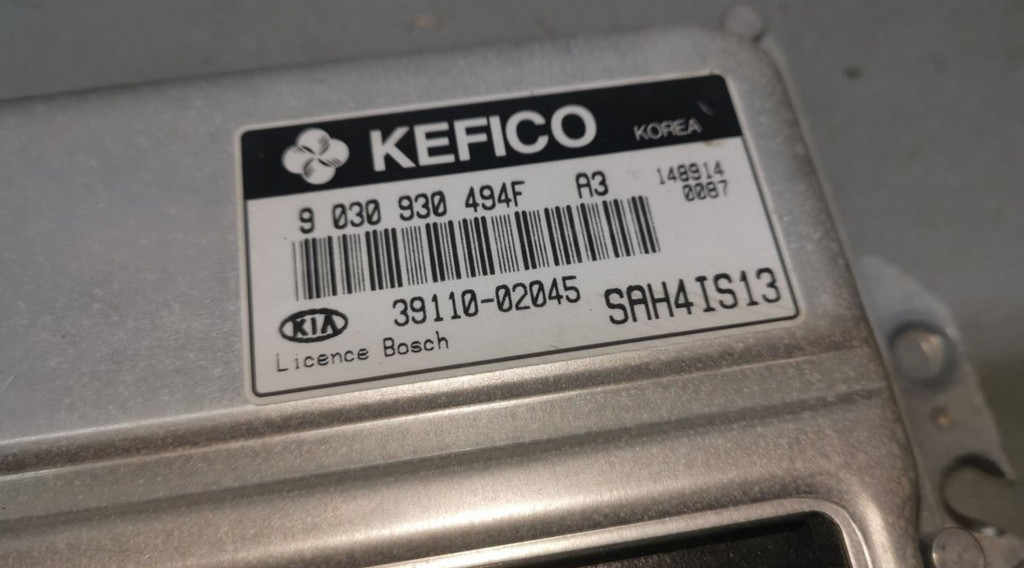 KEFICO KOREA
9 030 930 494F A3 148914
0087
39110-02045 SAH4IS13
KIA
Licence Bosch